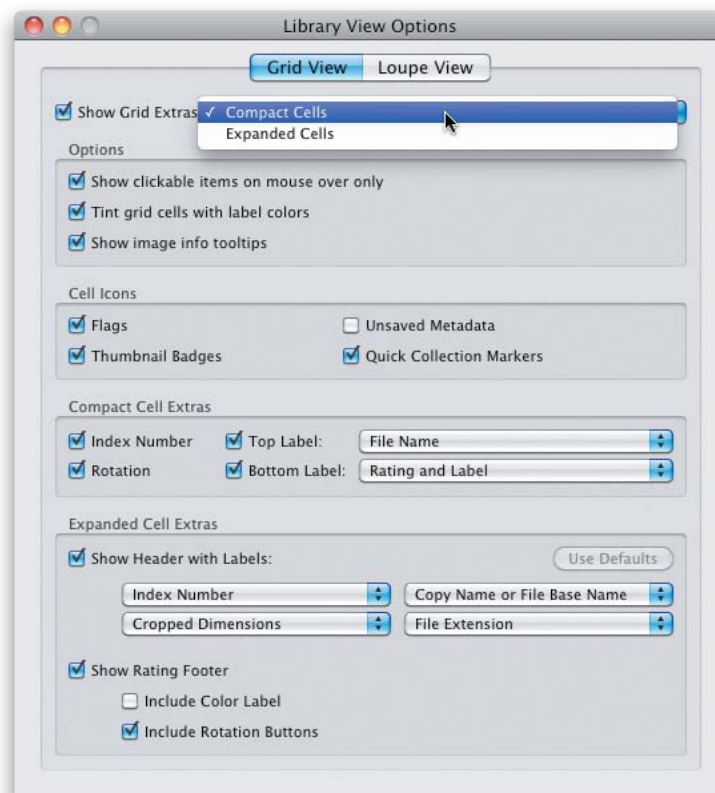 Library View Options
Grid View Loupe View
Show Grid Extras ✓ Compact Cells
Expanded Cells
Options
Show clickable items on mouse over only
Tint grid cells with label colors
Show image info tooltips
Cell Icons
Flags Unsaved Metadata
Thumbnail Badges Quick Collection Markers
Compact Cell Extras
Index Number Top Label: File Name
Rotation Bottom Label: Rating and Label
Expanded Cell Extras
Show Header with Labels: Use Defaults
Index Number Copy Name or File Base Name
Cropped Dimensions File Extension
Show Rating Footer
Include Color Label
Include Rotation Buttons